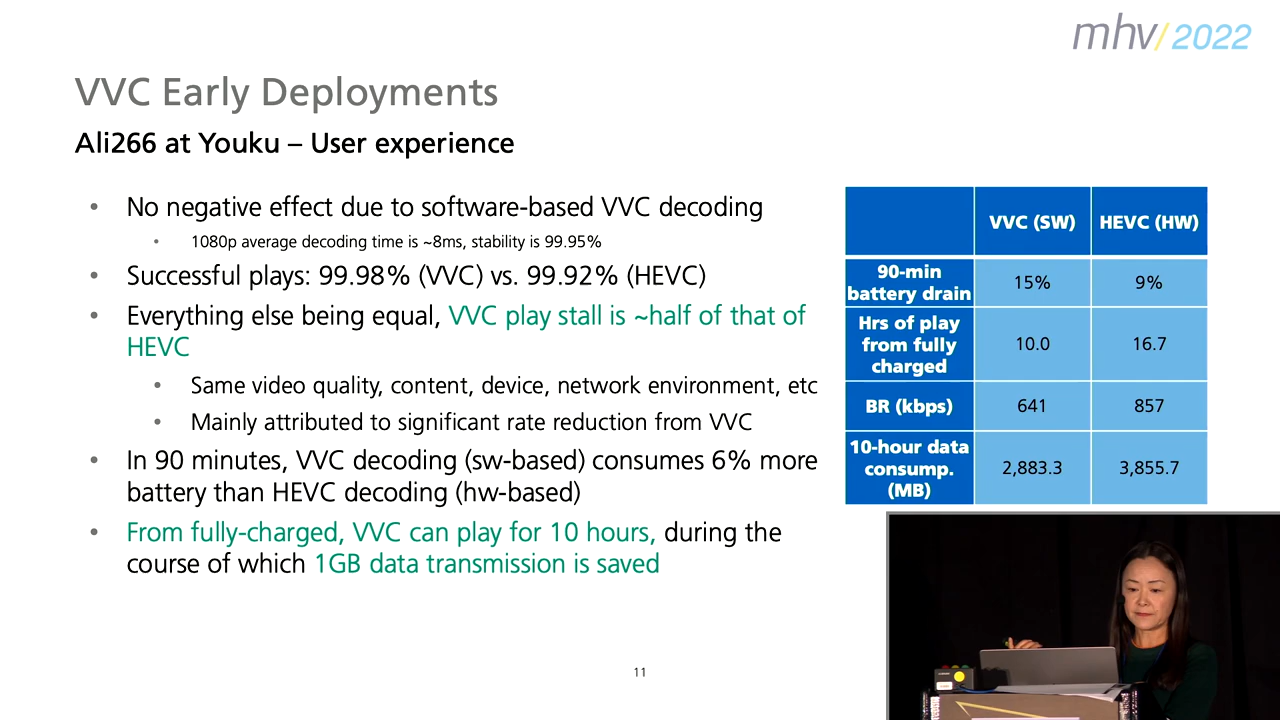 mhv/2022
VVC Early Deployments
Ali266 at Youku – User experience
• No negative effect due to software-based VVC decoding
• 1080p average decoding time is ~8ms, stability is 99.95%
• Successful plays: 99.98% (VVC) vs. 99.92% (HEVC)
• Everything else being equal, VVC play stall is ~half of that of
HEVC
• Same video quality, content, device, network environment, etc
• Mainly attributed to significant rate reduction from VVC
• In 90 minutes, VVC decoding (sw-based) consumes 6% more
battery than HEVC decoding (hw-based)
• From fully-charged, VVC can play for 10 hours, during the
course of which 1GB data transmission is saved
VVC (SW) HEVC (HW)
90-min
battery drain 15% 9%
Hrs of play
from fully
charged 10.0 16.7
BR (kbps) 641 857
10-hour data
consump.
(MB) 2,883.3 3,855.7
11